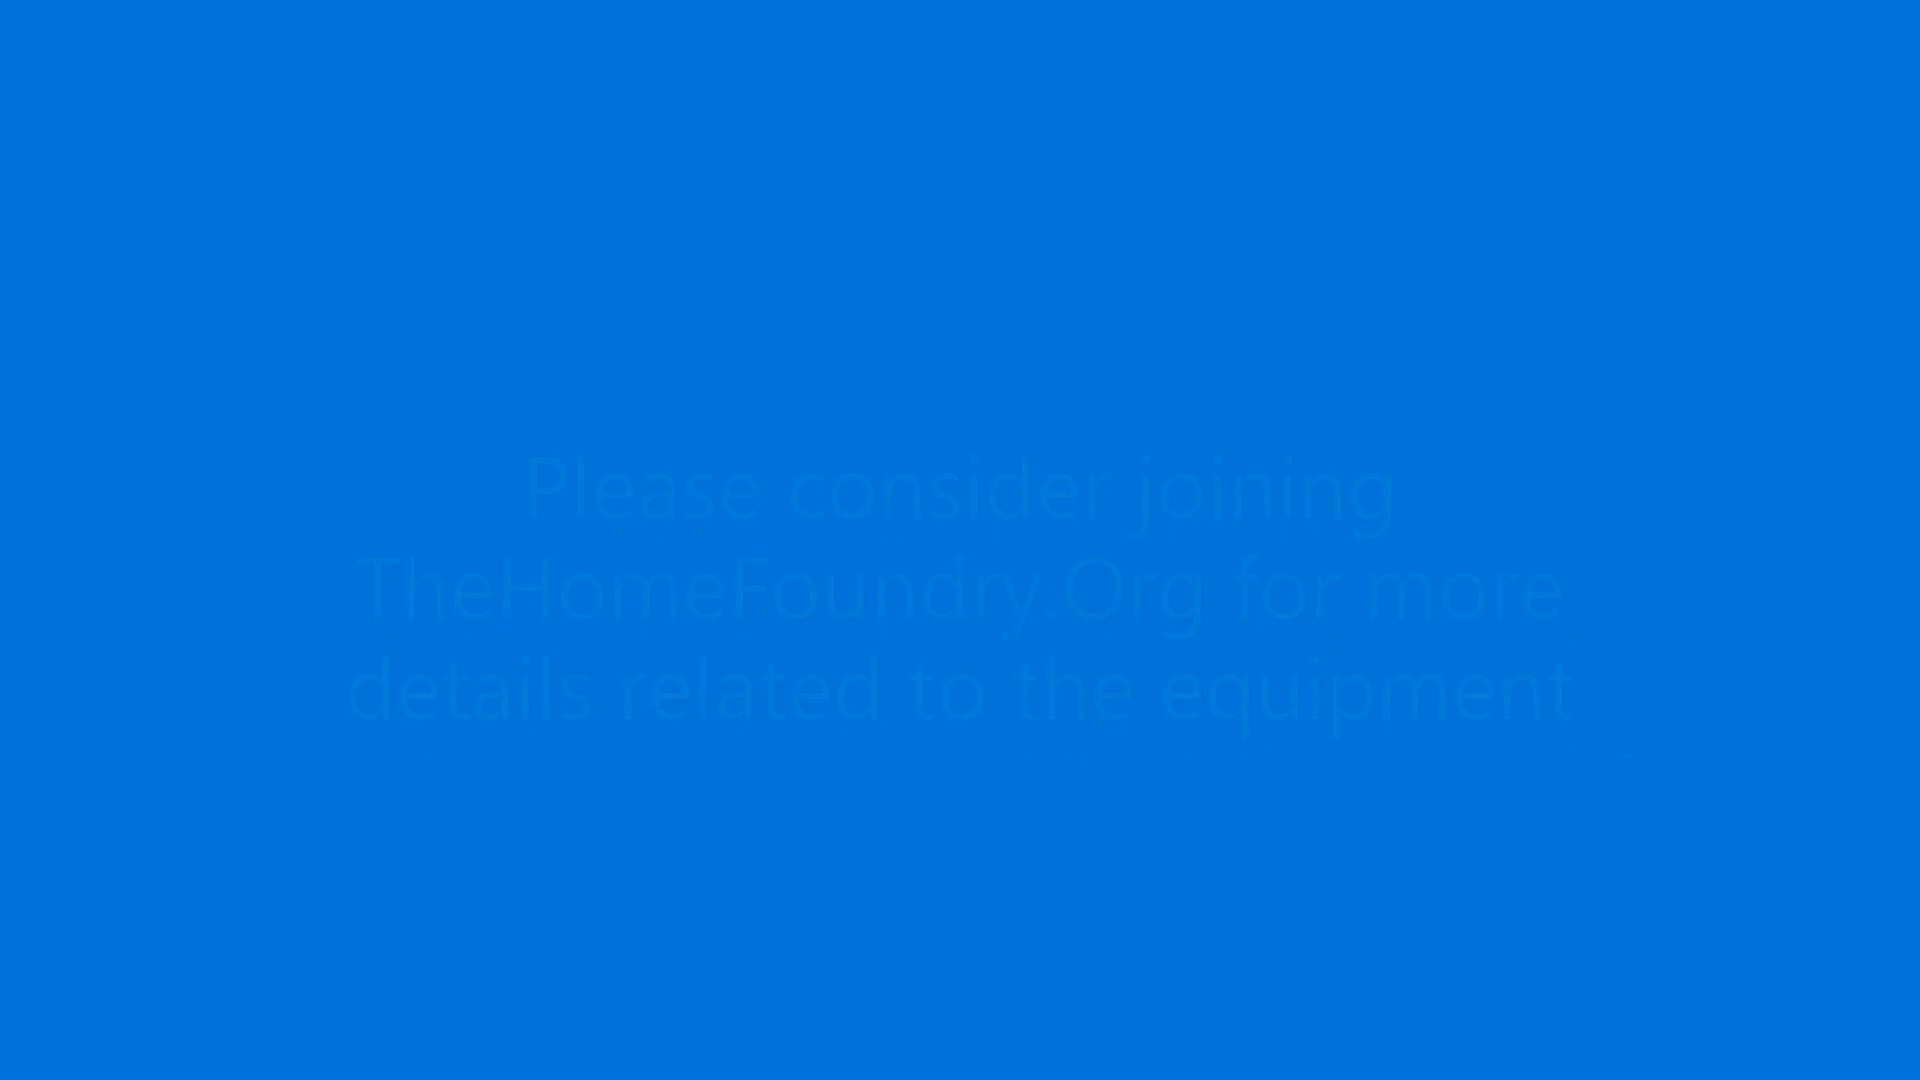 Please consider joining
TheHomeFoundry.Org for more
details related to the equipment